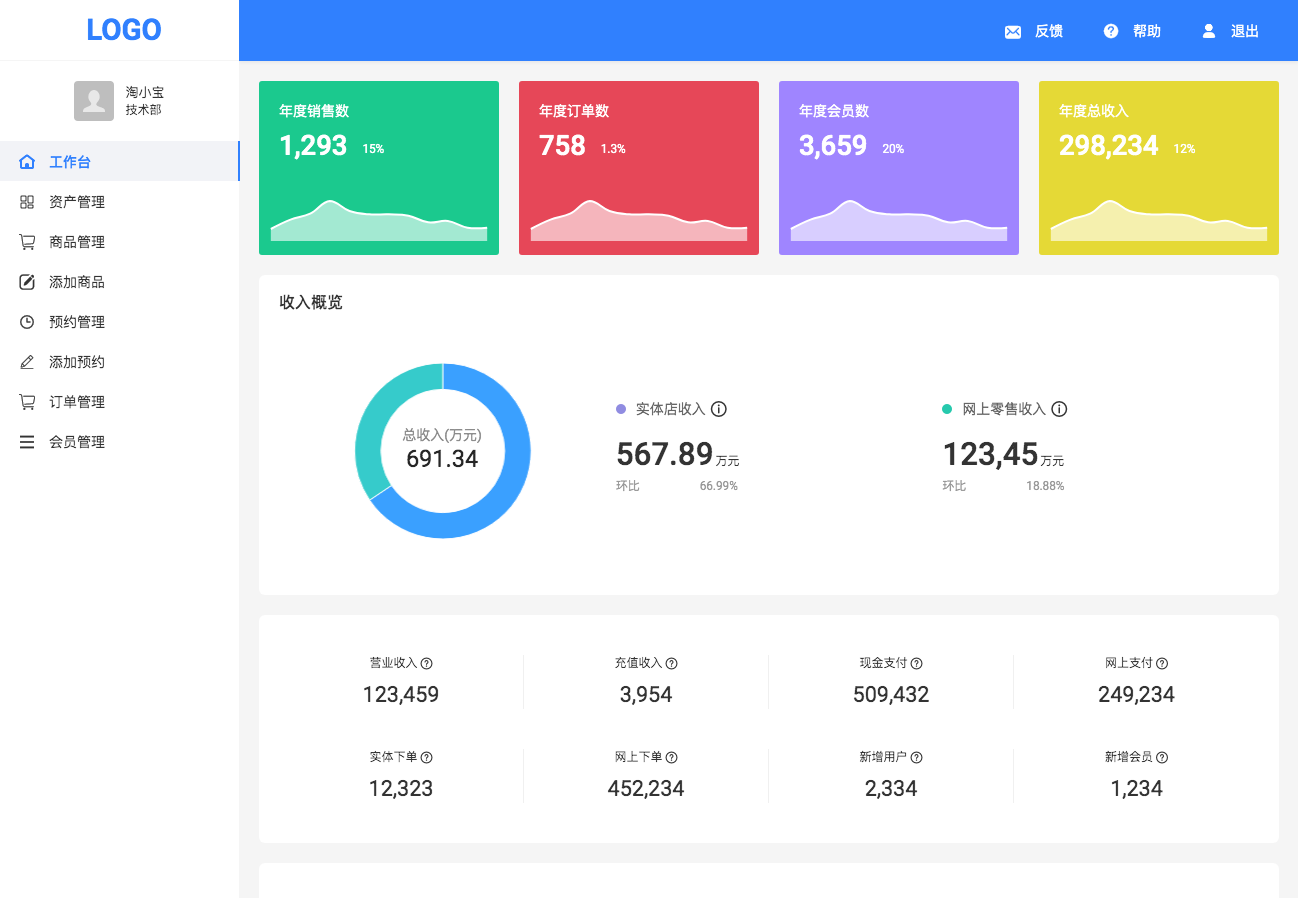 LOGO
反馈
帮助
退出
淘小宝
技术部
工作台
资产管理
商品管理
添加商品
预约管理
添加预约
订单管理
会员管理
年度销售数
1,293 15%
年度订单数
758 1.3%
年度会员数
3,659 20%
年度总收入
298,234 12%
收入概览
总收入(万元)
691.34
实体店收入
567.89万元
环比 66.99%
网上零售收入
123,45万元
环比 18.88%
营业收入
123,459
充值收入
3,954
现金支付
509,432
网上支付
249,234
实体下单
12,323
网上下单
452,234
新增用户
2,334
新增会员
1,234